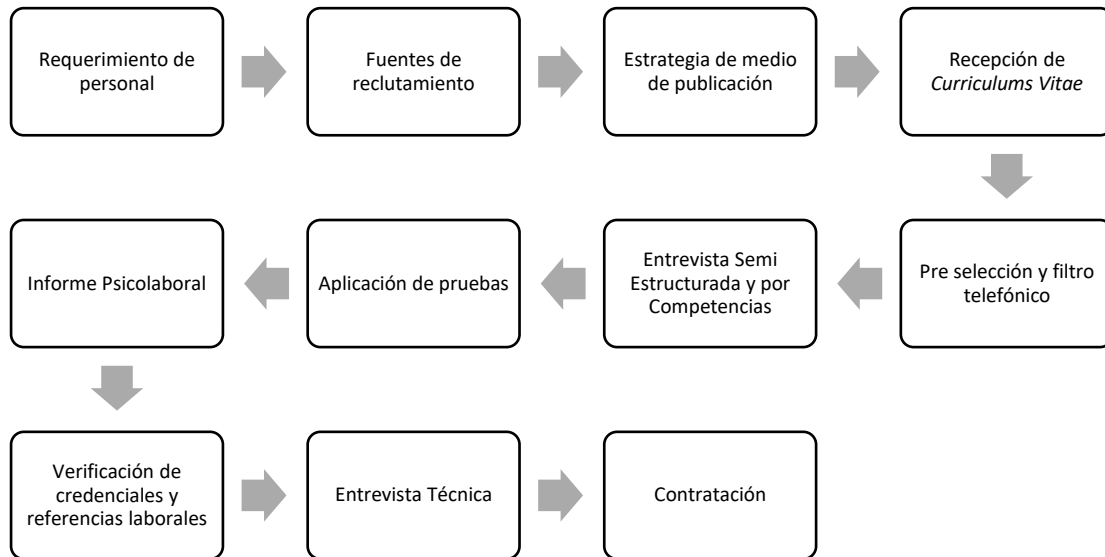 Requerimiento de
personal
Fuentes de
reclutamiento
Estrategia de medio
de publicación
Recepción de
Curriculums Vitae
Pre selección y filtro
telefónico
Entrevista Semi
Estructurada y por
Competencias
Aplicación de pruebas
Informe Psicolaboral
Verificación de
credenciales y
referencias laborales
Entrevista Técnica
Contratación